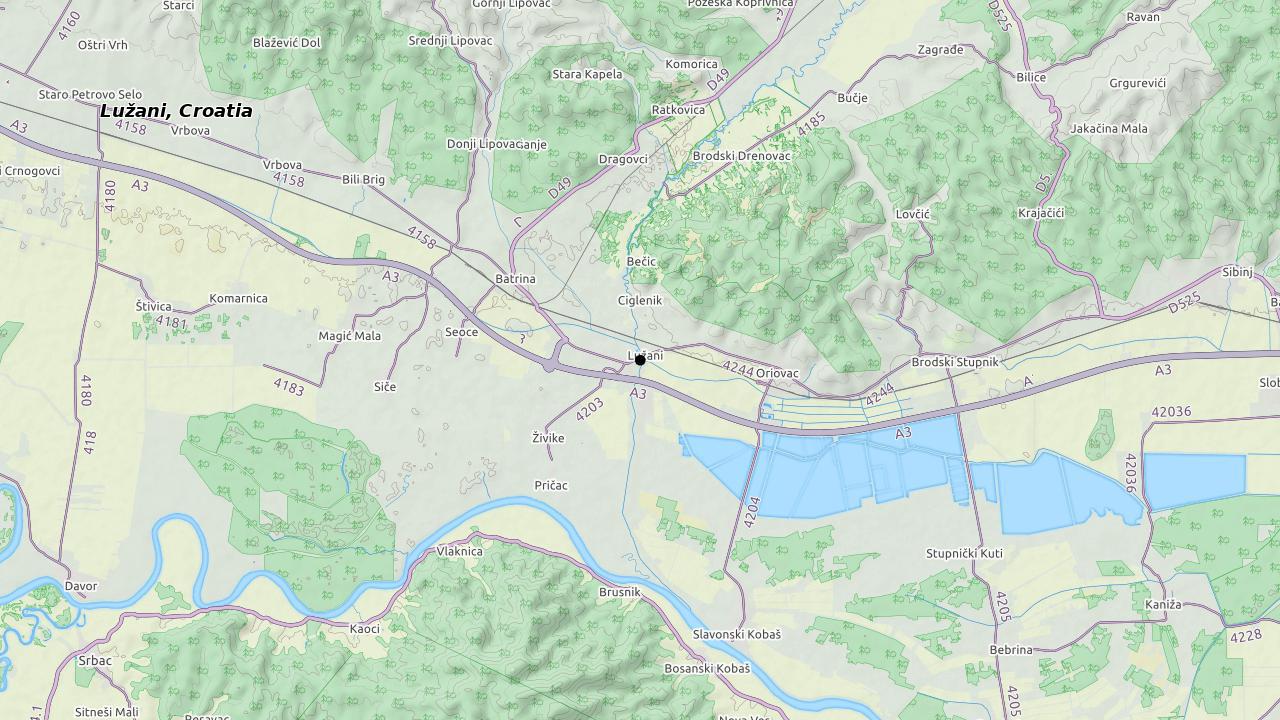 Starci
Gornji Lipovac
Požeška Koprivnica
D525
Ravan
4160
Oštri Vrh
Blažević Dol
Srednji Lipovac
Zagrađe
Stara Kapela
Komorica
D49
Bilice
Grgurevići
Staro Petrovo Selo
Lužani, Croatia
Ratkovica
Bučje
A3
4158
Vrbova
4185
Jakačina Mala
Donji Lipovac
Dragovci
Brodski Drenovac
i Crnogovci
Vrbova
4158
Bili Brig
A3
4180
D49
D5
Lovčić
Krajačići
4158
Bečic
A3
Batrina
Sibinj
Štivica
Komarnica
Ciglenik
D525
Ba
4181
Magić Mala
Seoce
Lužani
4244
Oriovac
Brodski Stupnik
A3
4183
Siče
A3
4244
A
Slob
4180
4203
42036
418
Živike
A3
Pričac
42036
4204
Vlaknica
Stupnički Kuti
Davor
Brusnik
4205
Kaniža
Kaoci
Slavonski Kobaš
4228
Srbac
Bosanski Kobaš
Bebrina
Sitneši Mali
4205